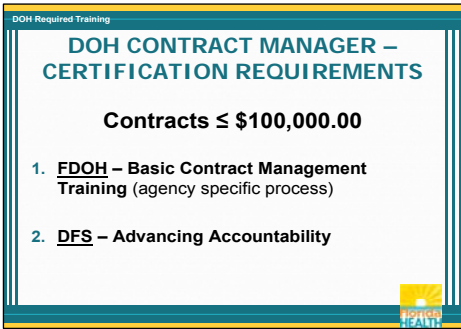 DOH Required Training
DOH CONTRACT MANAGER –
CERTIFICATION REQUIREMENTS
Contracts ≤ $100,000.00
1. FDOH – Basic Contract Management
Training (agency specific process)
2. DFS – Advancing Accountability
Florida
HEALTH